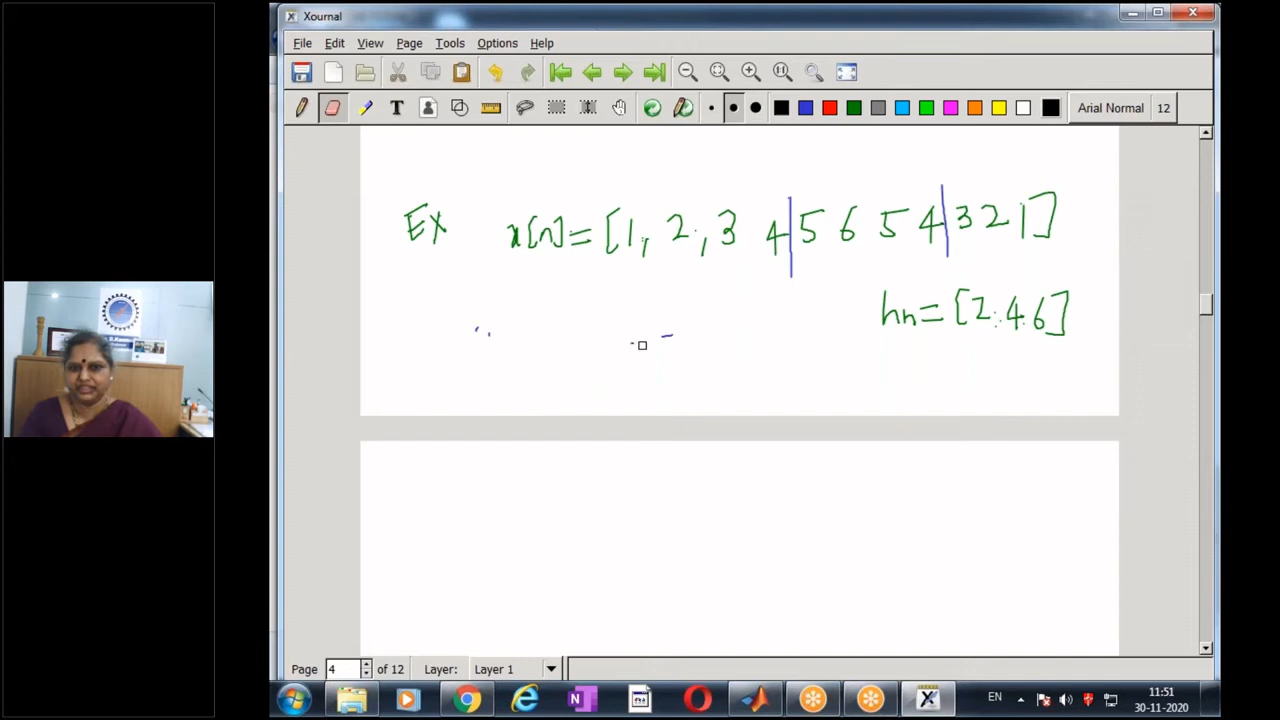 Xournal
File Edit View Page Tools Options Help
Arial Normal 12
EX x[n]=[1, 2, 3 4|5 6 5 4|3 2 1]
hn=[2.4.6]
Page 4 of 12 Layer: Layer 1
EN 11:51
30-11-2020